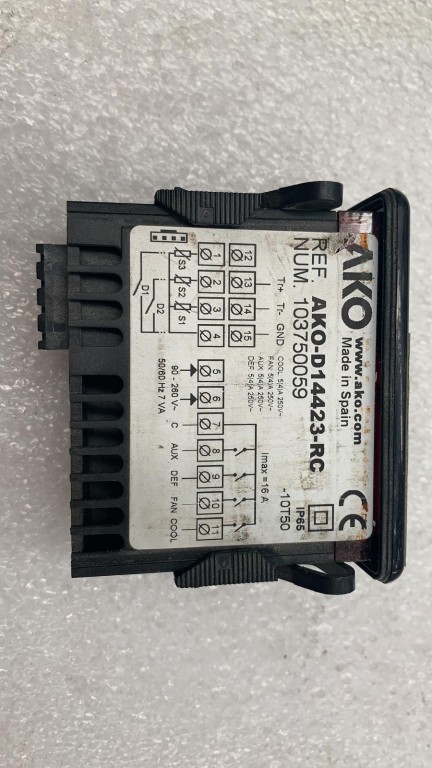 AKO www.ako.com
Made in Spain
REF. AKO-D14423-RC
NUM. 103750059
IP65
-10T50
Tr+ Tr- GND
COOL 5(4)A 250V~
FAN 5(4)A 250V~
AUX 5(4)A 250V~
DEF 5(4)A 250V~
Imax = 16 A
12 13 14 15
1 2 3 4 5 6 7 8 9 10 11
S3 S2 S1
D1 D2
90 - 260 V~ C AUX DEF FAN COOL
50/60 Hz 7 VA
CE